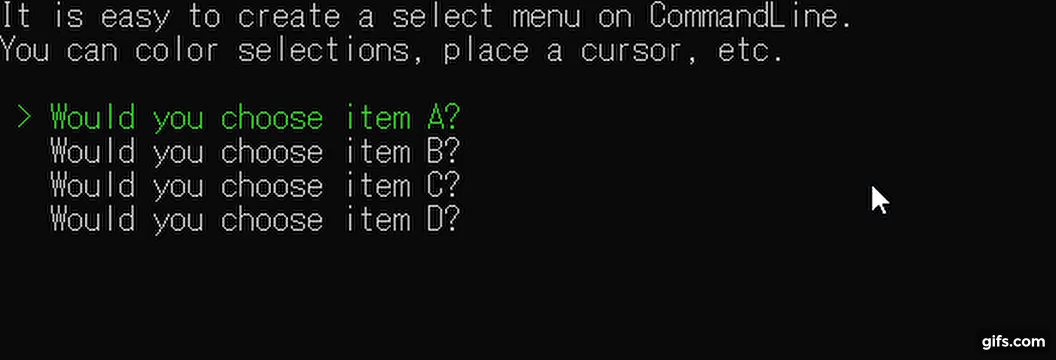 It is easy to create a select menu on CommandLine.
You can color selections, place a cursor, etc.
> Would you choose item A?
Would you choose item B?
Would you choose item C?
Would you choose item D?
gifs.com